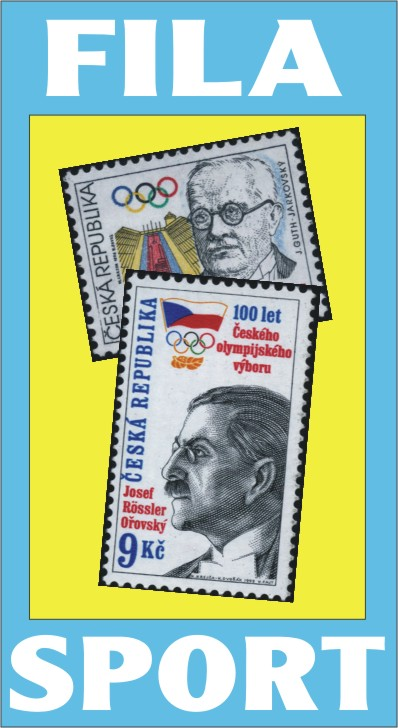 FILA
ČESKÁ REPUBLIKA
J. GUTH-JARKOVSKÝ
ČESKÁ REPUBLIKA
100 let
Českého
olympijského
výboru
Josef
Rössler
Ořovský
9 Kč
SPORT